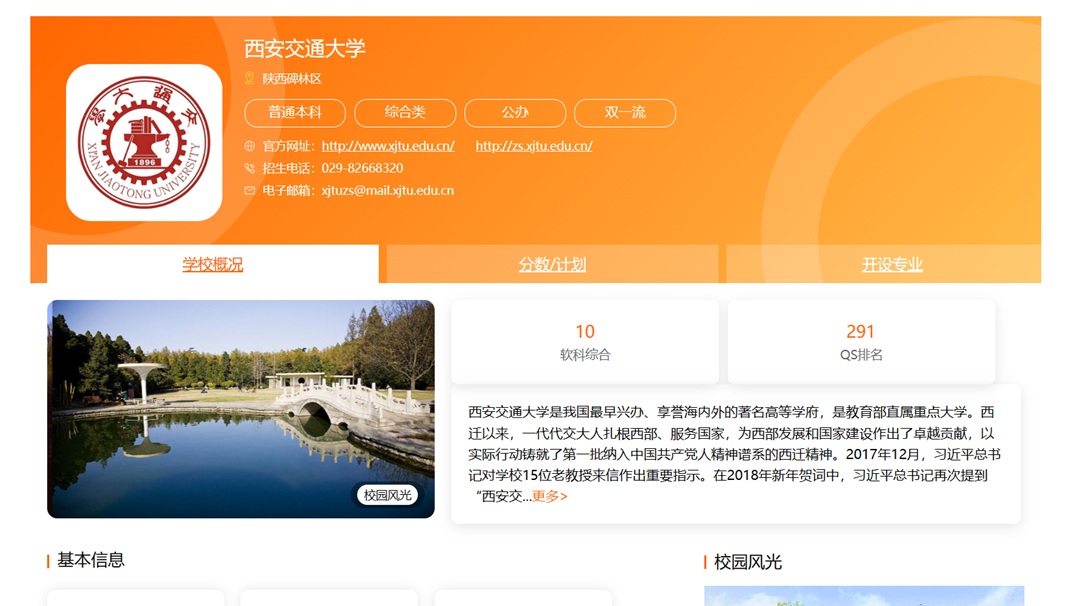 西安交通大学
陕西碑林区
普通本科 综合类 公办 双一流
官方网址：http://www.xjtu.edu.cn/ http://zs.xjtu.edu.cn/
招生电话：029-82668320
电子邮箱：xjtuzs@mail.xjtu.edu.cn
交通大学
1896
XI'AN JIAOTONG UNIVERSITY
学校概况 分数/计划 开设专业
10 291
软科综合 QS排名
西安交通大学是我国最早兴办、享誉海内外的著名高等学府，是教育部直属重点大学。西
迁以来，一代代交大人扎根西部、服务国家，为西部发展和国家建设作出了卓越贡献，以
实际行动铸就了第一批纳入中国共产党人精神谱系的西迁精神。2017年12月，习近平总书
记对学校15位老教授来信作出重要指示。在2018年新年贺词中，习近平总书记再次提到
“西安交...更多>
校园风光
基本信息
校园风光